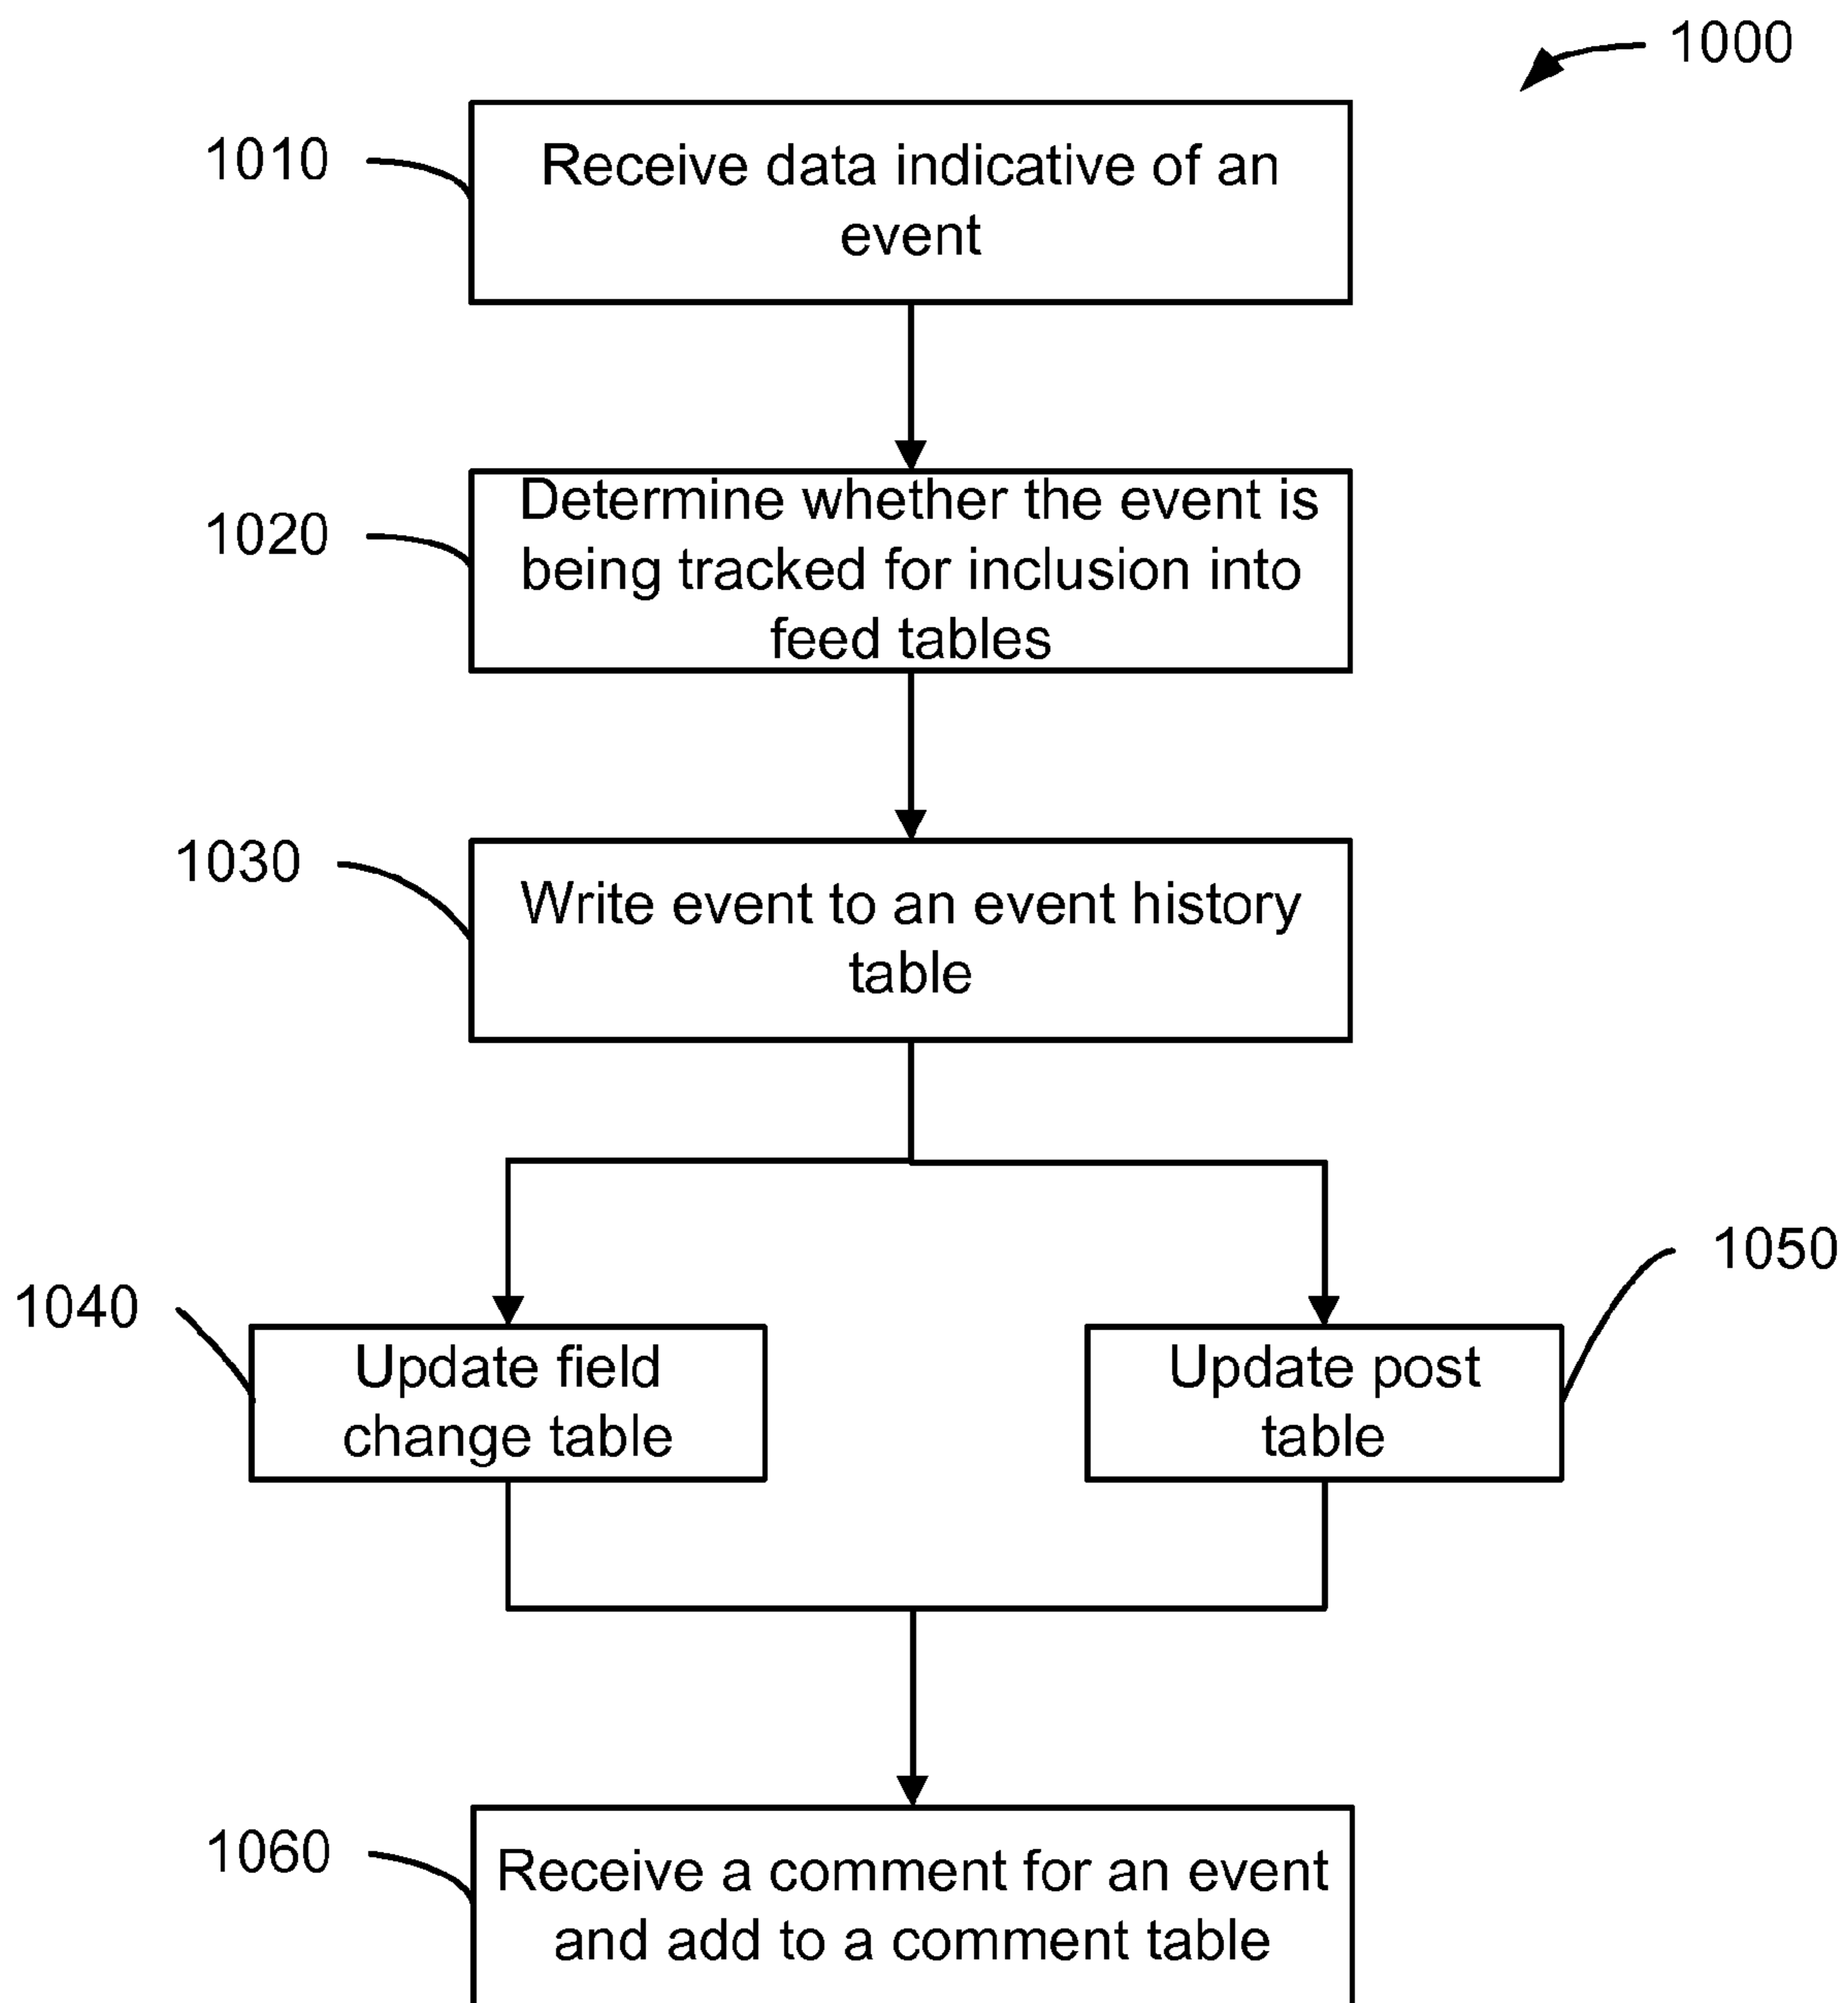 1000
1010
Receive data indicative of an
event
1020
Determine whether the event is
being tracked for inclusion into
feed tables
1030
Write event to an event history
table
1040
Update field
change table
1050
Update post
table
1060
Receive a comment for an event
and add to a comment table